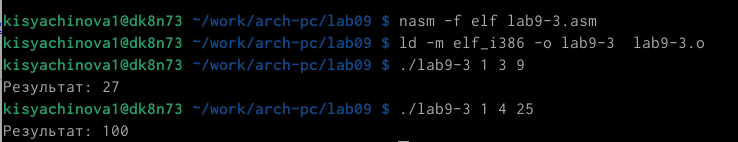 kisyachinova1@dk8n73 ~/work/arch-pc/lab09 $ nasm -f elf lab9-3.asm
kisyachinova1@dk8n73 ~/work/arch-pc/lab09 $ ld -m elf_i386 -o lab9-3  lab9-3.o
kisyachinova1@dk8n73 ~/work/arch-pc/lab09 $ ./lab9-3 1 3 9
Результат: 27
kisyachinova1@dk8n73 ~/work/arch-pc/lab09 $ ./lab9-3 1 4 25
Результат: 100